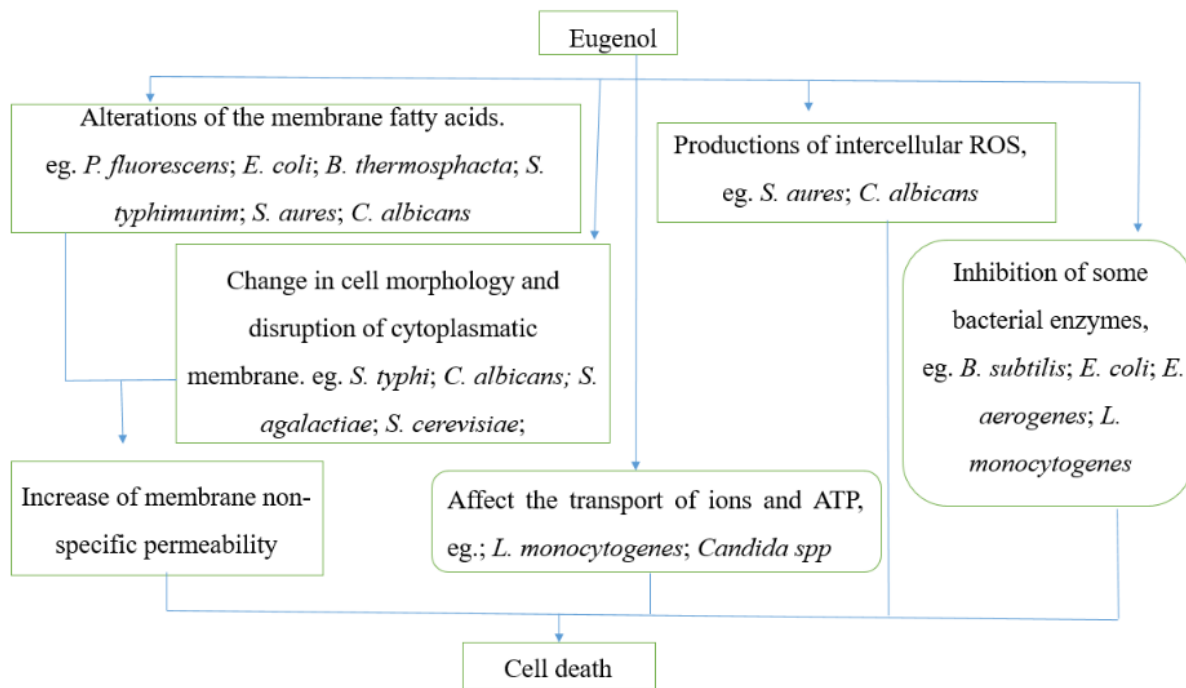 Eugenol
Alterations of the membrane fatty acids.
eg. P. fluorescens; E. coli; B. thermosphacta; S.
typhimunim; S. aures; C. albicans
Productions of intercellular ROS,
eg. S. aures; C. albicans
Change in cell morphology and
disruption of cytoplasmatic
membrane. eg. S. typhi; C. albicans; S.
agalactiae; S. cerevisiae;
Inhibition of some
bacterial enzymes,
eg. B. subtilis; E. coli; E.
aerogenes; L.
monocytogenes
Increase of membrane non-
specific permeability
Affect the transport of ions and ATP,
eg.; L. monocytogenes; Candida spp
Cell death